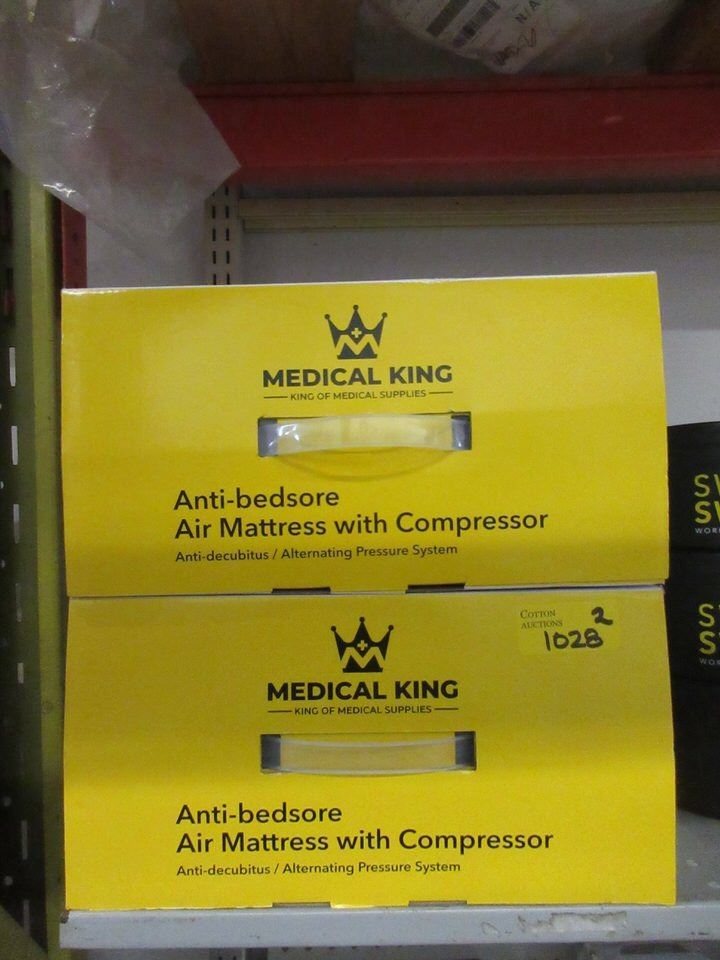 N/A
MEDICAL KING
KING OF MEDICAL SUPPLIES
Anti-bedsore
Air Mattress with Compressor
Anti-decubitus / Alternating Pressure System
COTTON
AUCTIONS
2
1028
MEDICAL KING
KING OF MEDICAL SUPPLIES
Anti-bedsore
Air Mattress with Compressor
Anti-decubitus / Alternating Pressure System